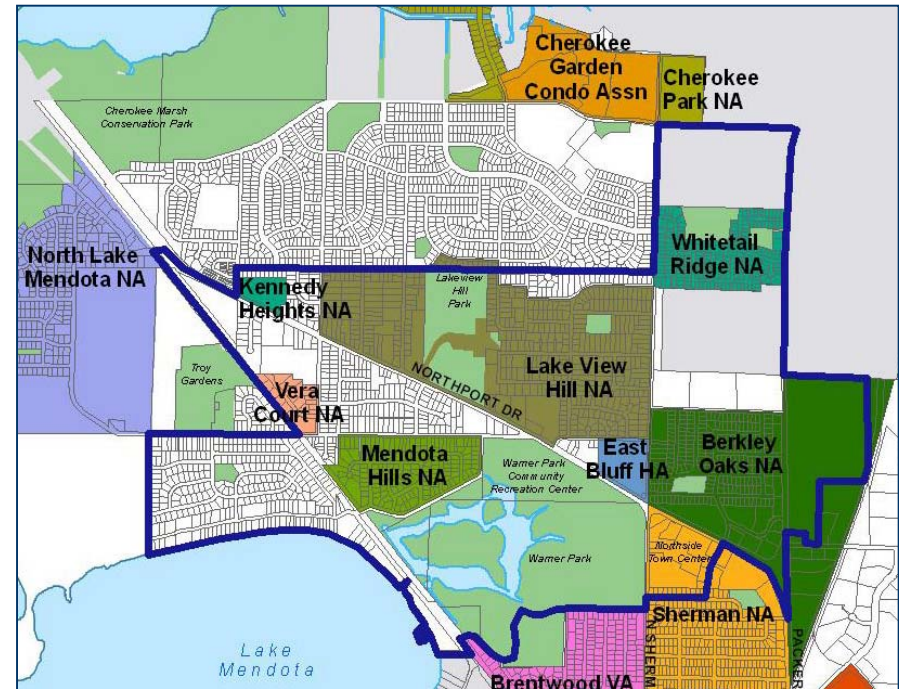 Cherokee
Garden
Condo Assn
Cherokee
Park NA
Cherokee Marsh
Conservation Park
North Lake
Mendota NA
Whitetail
Ridge NA
Kennedy
Heights NA
Lakeview
Hill
Park
Lake View
Hill NA
NORTHPORT DR
Troy
Gardens
Vera
Court NA
Mendota
Hills NA
East
Bluff HA
Berkley
Oaks NA
Warner Park
Community
Recreation Center
Warner Park
Northside
Town Center
Sherman NA
N SHERM
PACKER
Lake
Mendota
Brentwood VA